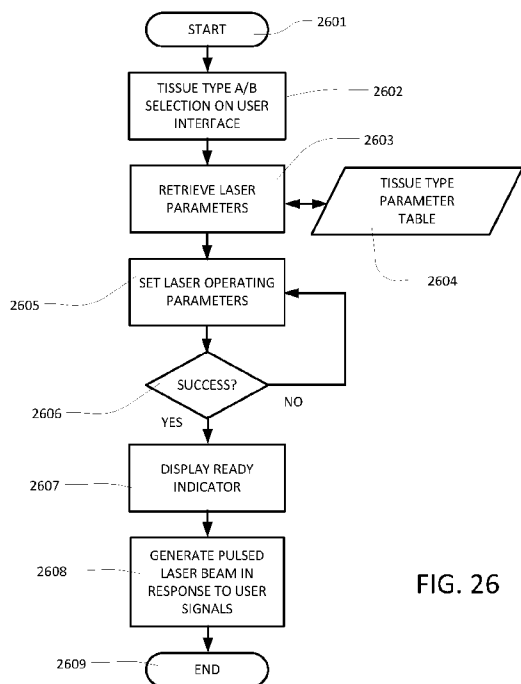 START
2601
TISSUE TYPE A/B
SELECTION ON USER
INTERFACE
2602
2603
RETRIEVE LASER
PARAMETERS
TISSUE TYPE
PARAMETER
TABLE
2604
SET LASER OPERATING
PARAMETERS
2605
SUCCESS?
2606
NO
YES
DISPLAY READY
INDICATOR
2607
GENERATE PULSED
LASER BEAM IN
RESPONSE TO USER
SIGNALS
2608
FIG. 26
END
2609